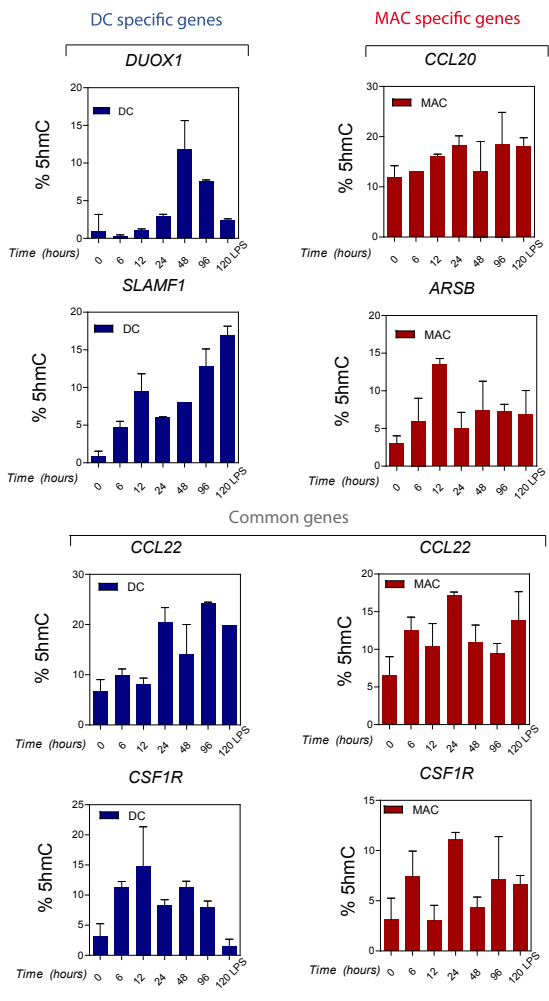 DC specific genes
MAC specific genes
DUOX1
CCL20
% 5hmC
20
15
10
5
0
DC
Time (hours)
0 6 12 24 48 96 120 LPS
% 5hmC
30
20
10
0
MAC
0 6 12 24 48 96 120 LPS
SLAMF1
ARSB
% 5hmC
20
15
10
5
0
DC
Time (hours)
0 6 12 24 48 96 120 LPS
% 5hmC
20
15
10
5
0
MAC
Time (hours)
0 6 12 24 48 96 120 LPS
Common genes
CCL22
CCL22
% 5hmC
30
20
10
0
DC
Time (hours)
0 6 12 24 48 96 120 LPS
% 5hmC
20
15
10
5
0
MAC
Time (hours)
0 6 12 24 48 96 120 LPS
CSF1R
CSF1R
% 5hmC
20
15
10
5
0
DC
Time (hours)
0 6 12 24 48 96 120 LPS
% 5hmC
15
10
5
0
MAC
Time (hours)
0 6 12 24 48 96 120 LPS